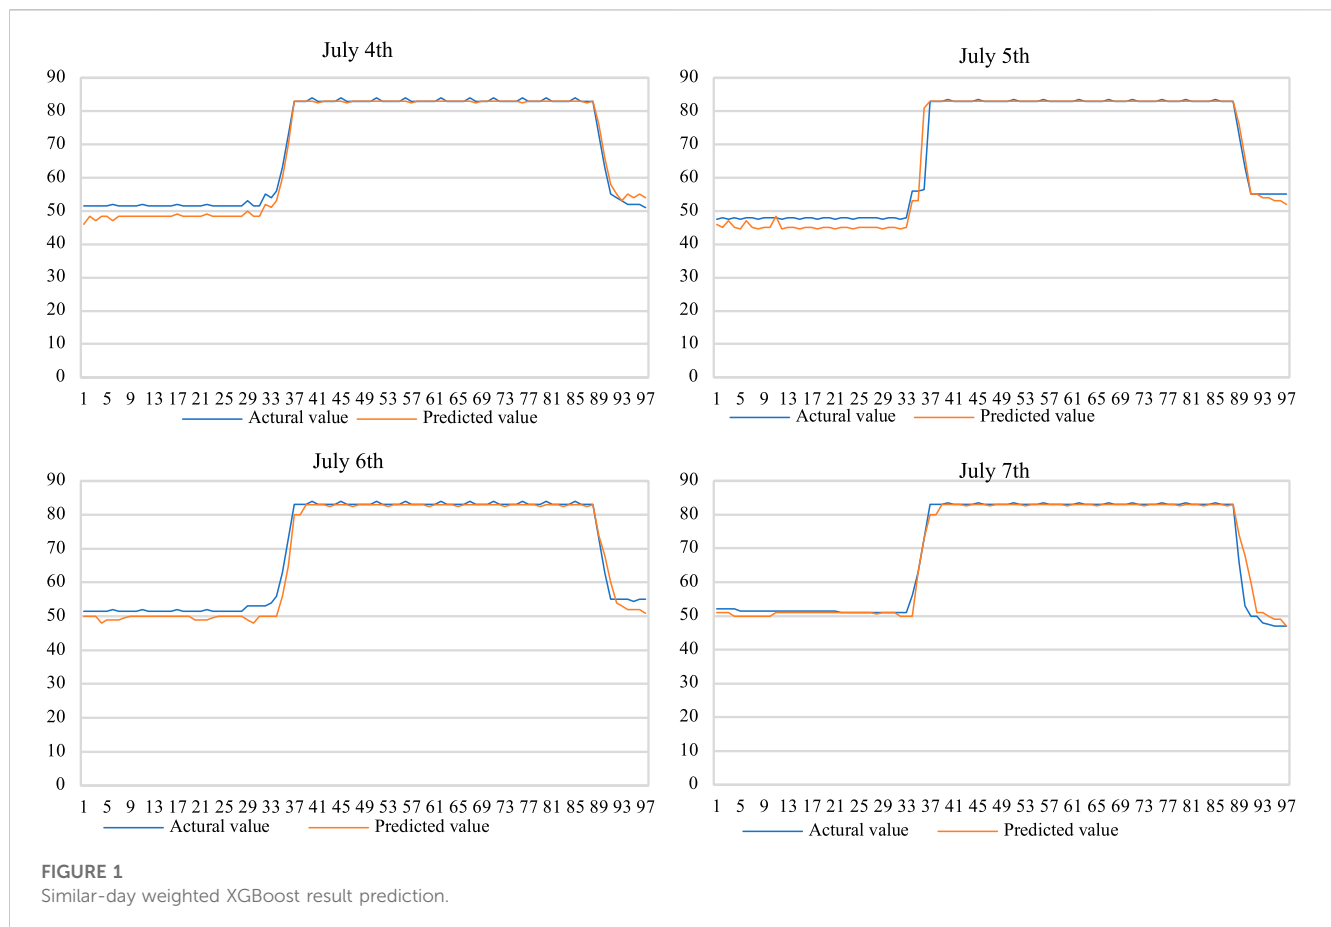 July 4th
90
80
70
60
50
40
30
20
10
0
1 5 9 13 17 21 25 29 33 37 41 45 49 53 57 61 65 69 73 77 81 85 89 93 97
Actural value Predicted value
July 5th
90
80
70
60
50
40
30
20
10
0
1 5 9 13 17 21 25 29 33 37 41 45 49 53 57 61 65 69 73 77 81 85 89 93 97
Actural value Predicted value
July 6th
90
80
70
60
50
40
30
20
10
0
1 5 9 13 17 21 25 29 33 37 41 45 49 53 57 61 65 69 73 77 81 85 89 93 97
Actural value Predicted value
July 7th
90
80
70
60
50
40
30
20
10
0
1 5 9 13 17 21 25 29 33 37 41 45 49 53 57 61 65 69 73 77 81 85 89 93 97
Actural value Predicted value
FIGURE 1
Similar-day weighted XGBoost result prediction.